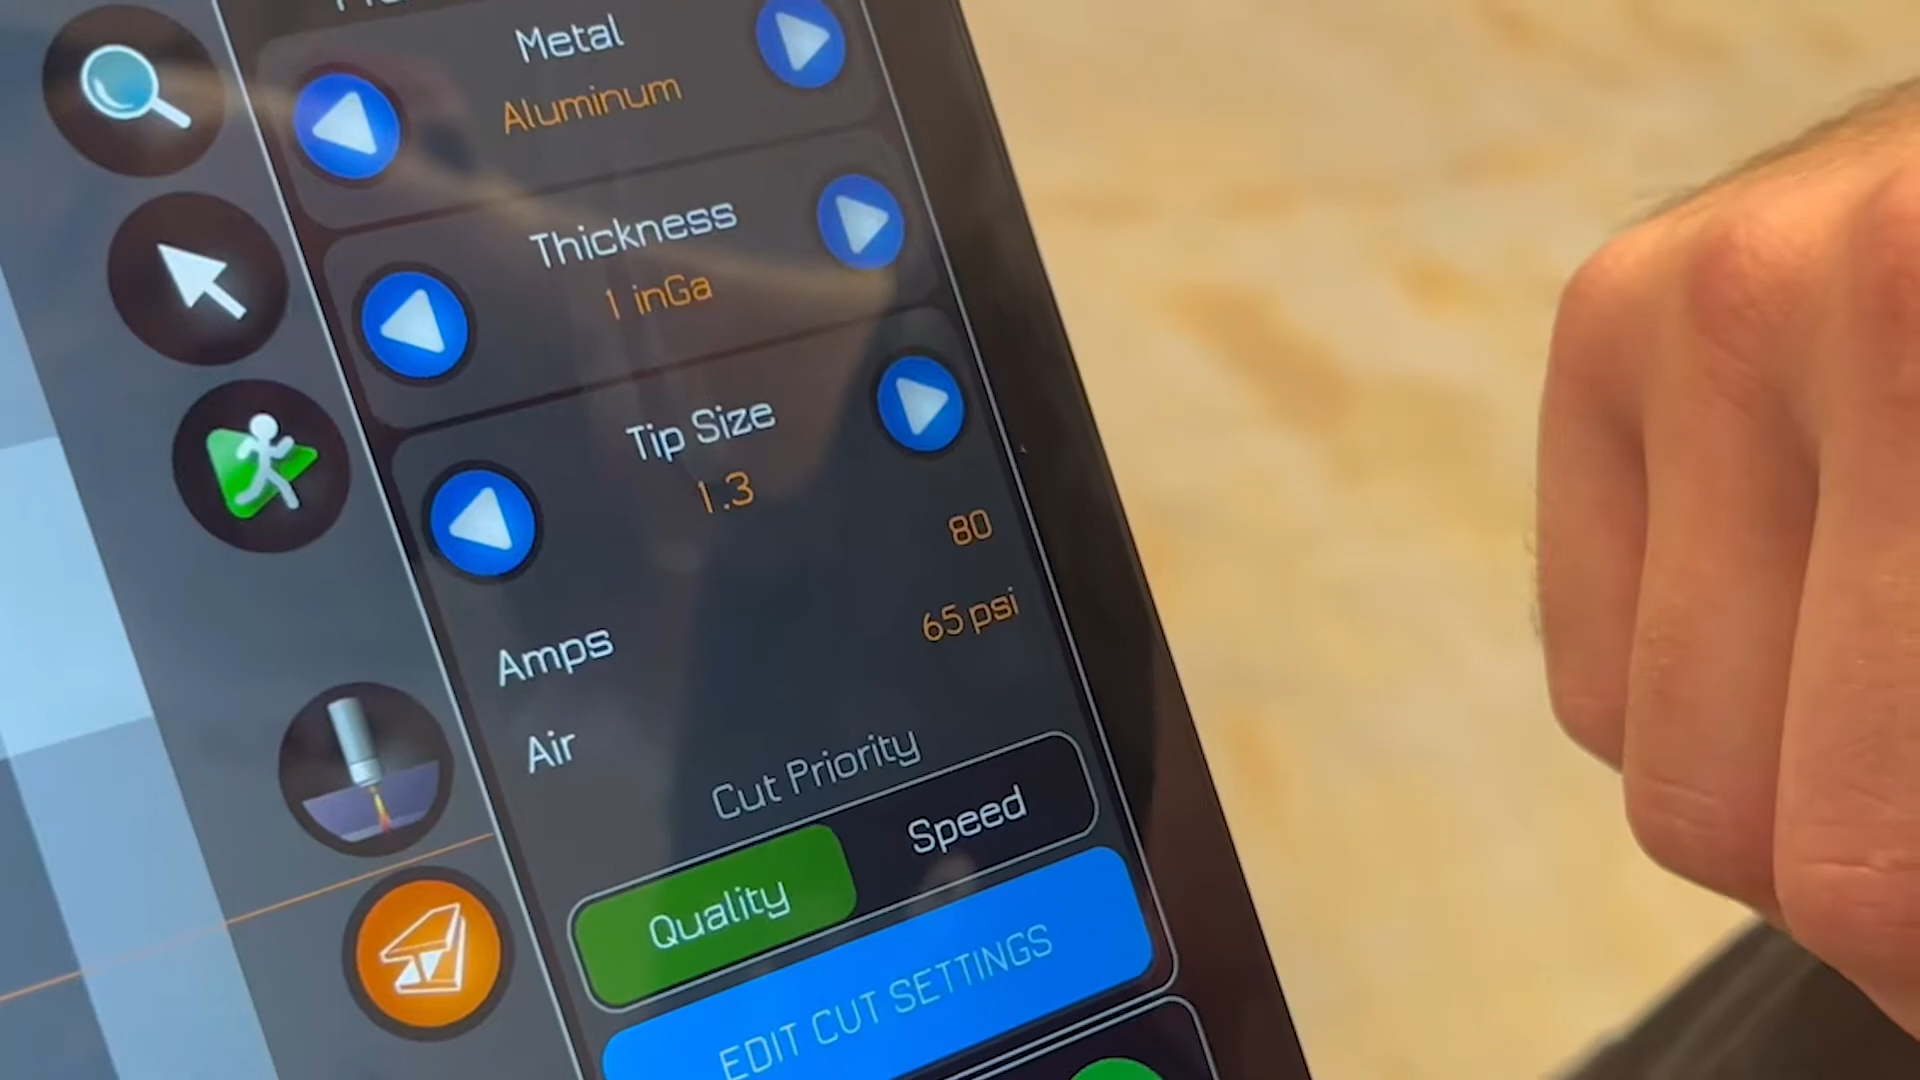 Metal
Aluminum
Thickness
1 inGa
Tip Size
1.3
80
Amps
65 psi
Air
Cut Priority
Quality
Speed
EDIT CUT SETTINGS